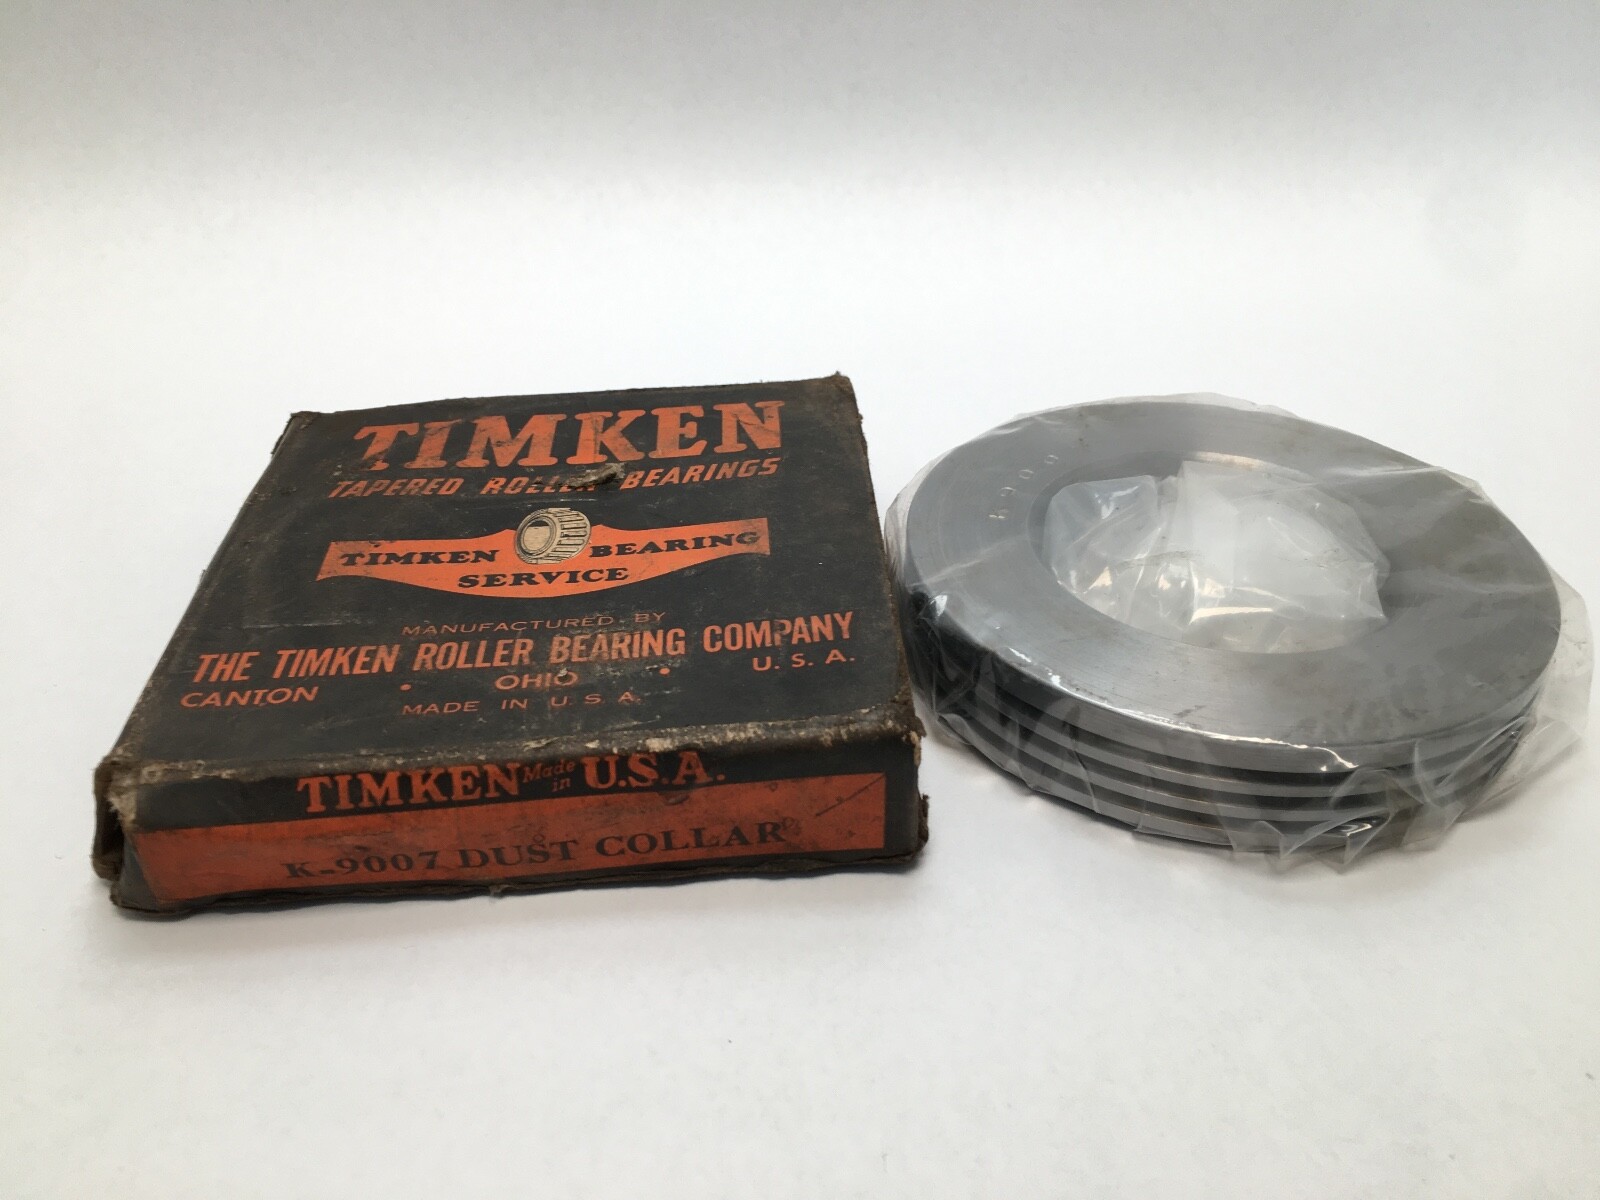 TIMKEN
TAPERED ROLLER BEARINGS
TIMKEN BEARING
SERVICE
MANUFACTURED BY
THE TIMKEN ROLLER BEARING COMPANY
CANTON • OHIO • U. S. A.
MADE IN U. S. A.
TIMKEN Made in U.S.A.
K-9007 DUST COLLAR